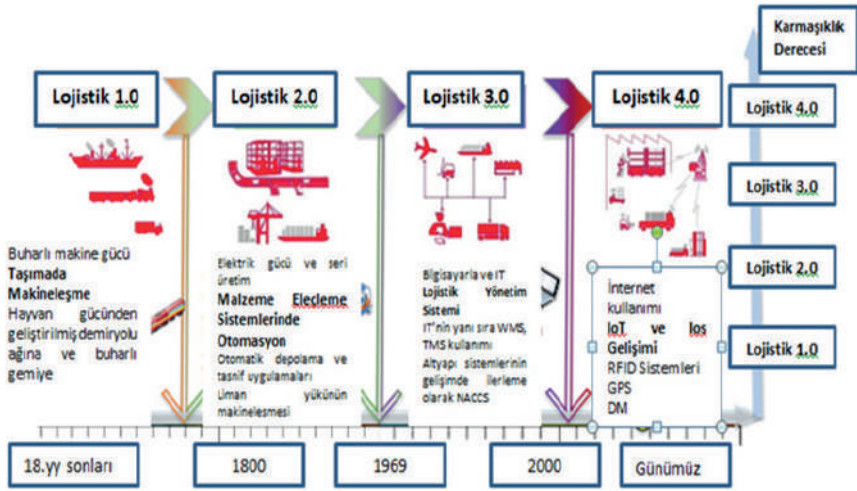 Karmaşıklık
Derecesi
Lojistik 1.0
Lojistik 2.0
Lojistik 3.0
Lojistik 4.0
Lojistik 4.0
Lojistik 3.0
Lojistik 2.0
Lojistik 1.0
Buharlı makine gücü
Taşımada
Makineleşme
Hayvan gücünden
geliştirilmiş demiryolu
ağına ve buharlı
gemiye
Elektrik gücü ve seri
üretim
Malzeme Elecleme
Sistemlerinde
Otomasyon
Otomatik depolama ve
tasnif uygulamaları
Liman yükünün
makineleşmesi
Bilgisayarla ve IT
Lojistik Yönetim
Sistemi
IT'nin yanı sıra WMS,
TMS kullanımı
Altyapı sistemlerinin
gelişimde ilerleme
olarak NACCS
İnternet
kullanımı
IoT ve Ios
Gelişimi
RFID Sistemleri
GPS
DM
18.yy sonları
1800
1969
2000
Günümüz